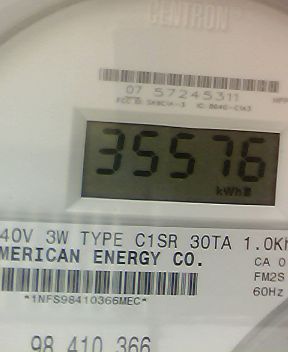 CENTRON
07 57245311
35576
kWh
40V 3W TYPE C1SR 30TA 1.0Kh
MERICAN ENERGY CO.
CA 0
FM2S
60Hz
*1NFS98410366MEC*
98 410 366